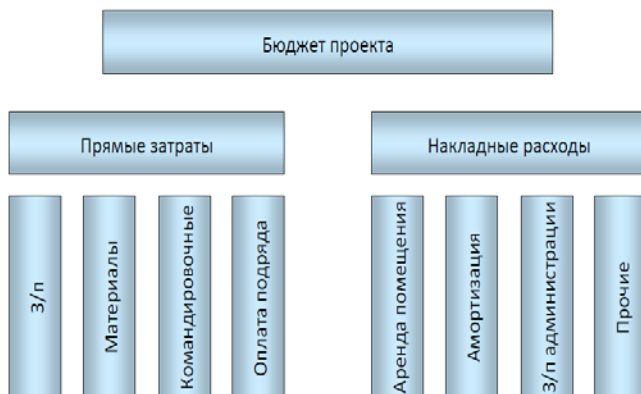 Бюджет проекта
Прямые затраты
Накладные расходы
З/п
Материалы
Командировочные
Оплата подряда
Аренда помещения
Амортизация
З/п администрации
Прочие